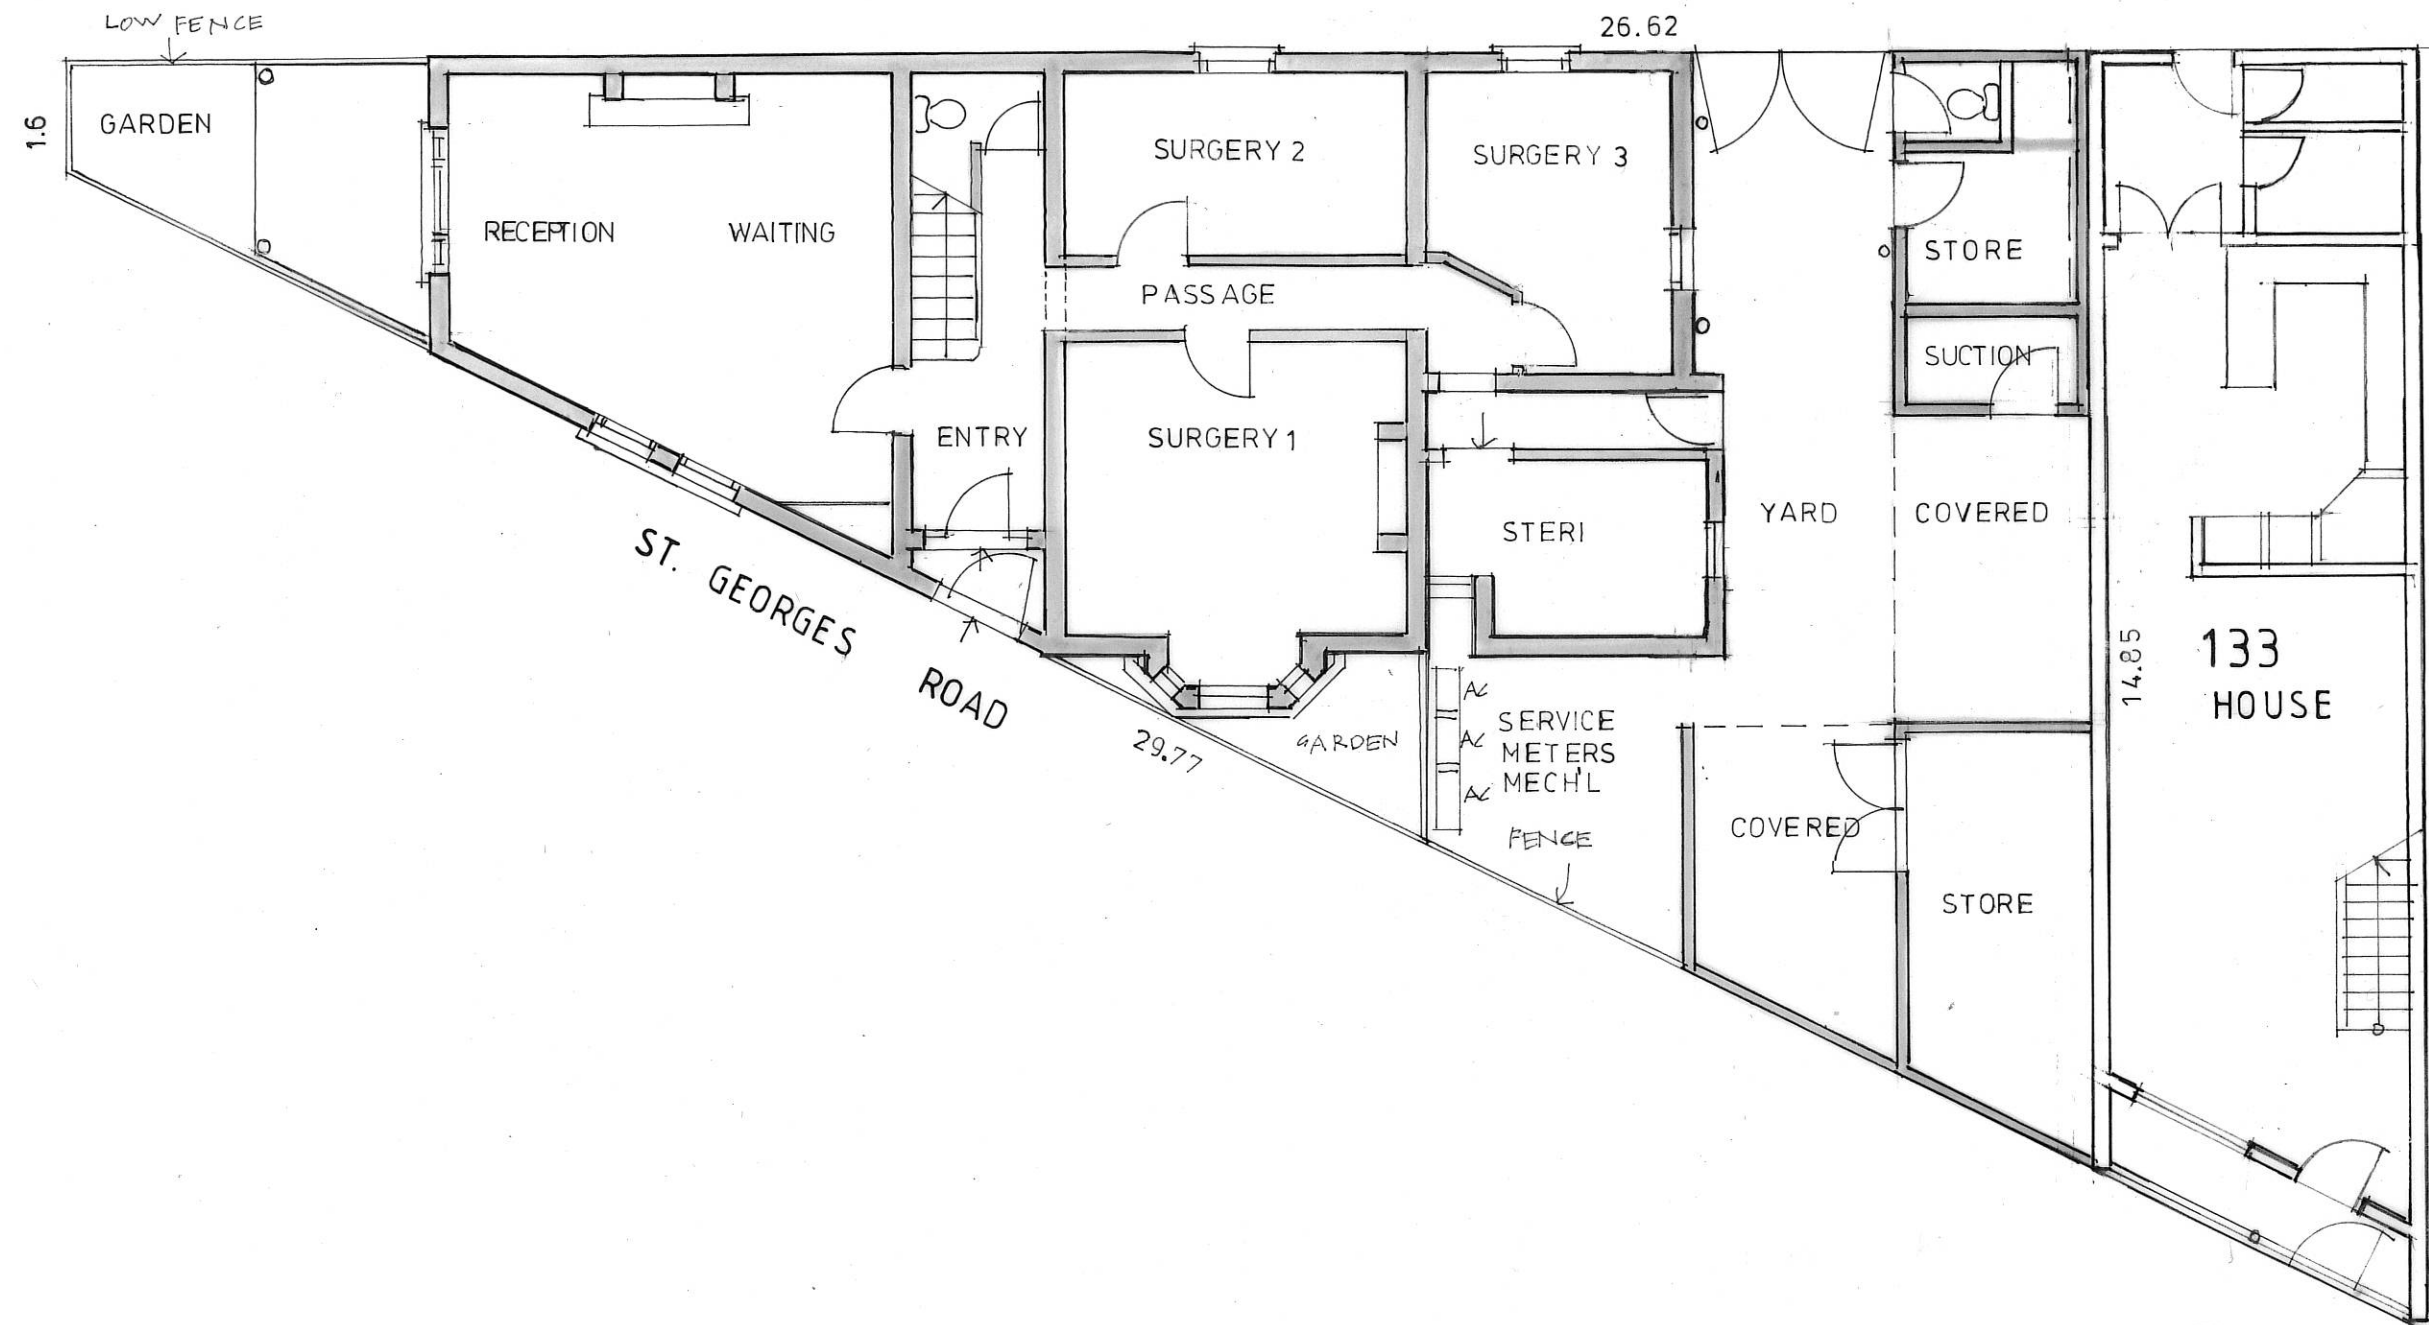 LOW FENCE
26.62
1.6
GARDEN
RECEPTION
WAITING
SURGERY 2
SURGERY 3
STORE
PASSAGE
SUCTION
ENTRY
SURGERY 1
STERI
YARD
COVERED
ST. GEORGES ROAD
29.77
GARDEN
AC
AC
AC
SERVICE
METERS
MECH'L
FENCE
COVERED
STORE
14.85
133
HOUSE